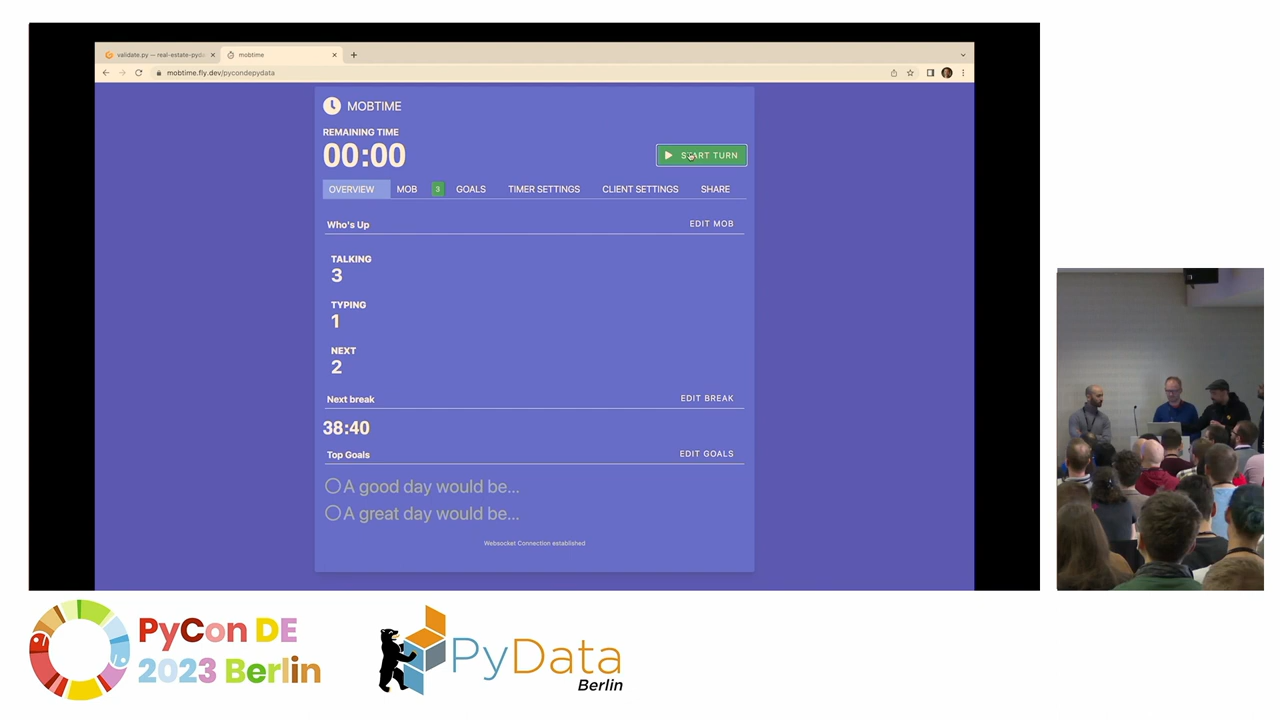 validate.py — real-estate-pyda
mobtime
mobtime.fly.dev/pycondepydata
MOBTIME
REMAINING TIME
00:00
START TURN
OVERVIEW MOB 3 GOALS TIMER SETTINGS CLIENT SETTINGS SHARE
Who's Up EDIT MOB
TALKING
3
TYPING
1
NEXT
2
Next break EDIT BREAK
38:40
Top Goals EDIT GOALS
A good day would be...
A great day would be...
Websocket Connection established
PyCon DE
2023 Berlin
PyData
Berlin